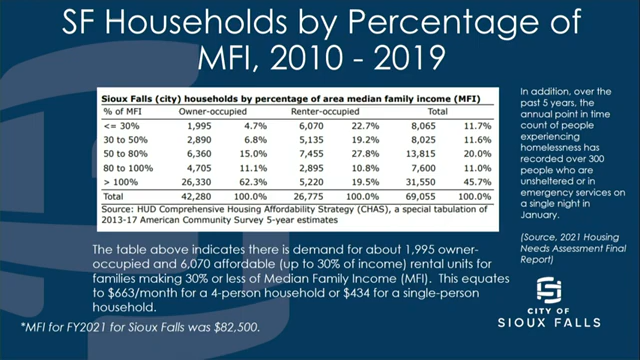 SF Households by Percentage of
MFI, 2010 - 2019
Sioux Falls (city) households by percentage of area median family income (MFI)
% of MFI Owner-occupied Renter-occupied Total
<= 30% 1,995 4.7% 6,070 22.7% 8,065 11.7%
30 to 50% 2,890 6.8% 5,135 19.2% 8,025 11.6%
50 to 80% 6,360 15.0% 7,455 27.8% 13,815 20.0%
80 to 100% 4,705 11.1% 2,895 10.8% 7,600 11.0%
> 100% 26,330 62.3% 5,220 19.5% 31,550 45.7%
Total 42,280 100.0% 26,775 100.0% 69,055 100.0%
Source: HUD Comprehensive Housing Affordability Strategy (CHAS), a special tabulation of
2013-17 American Community Survey 5-year estimates
In addition, over the
past 5 years, the
annual point in time
count of people
experiencing
homelessness has
recorded over 300
people who are
unsheltered or in
emergency services on
a single night in
January.
(Source, 2021 Housing
Needs Assessment Final
Report)
The table above indicates there is demand for about 1,995 owner-
occupied and 6,070 affordable (up to 30% of income) rental units for
families making 30% or less of Median Family Income (MFI). This equates
to $663/month for a 4-person household or $434 for a single-person
household.
*MFI for FY2021 for Sioux Falls was $82,500.
CITY OF
SIOUX FALLS